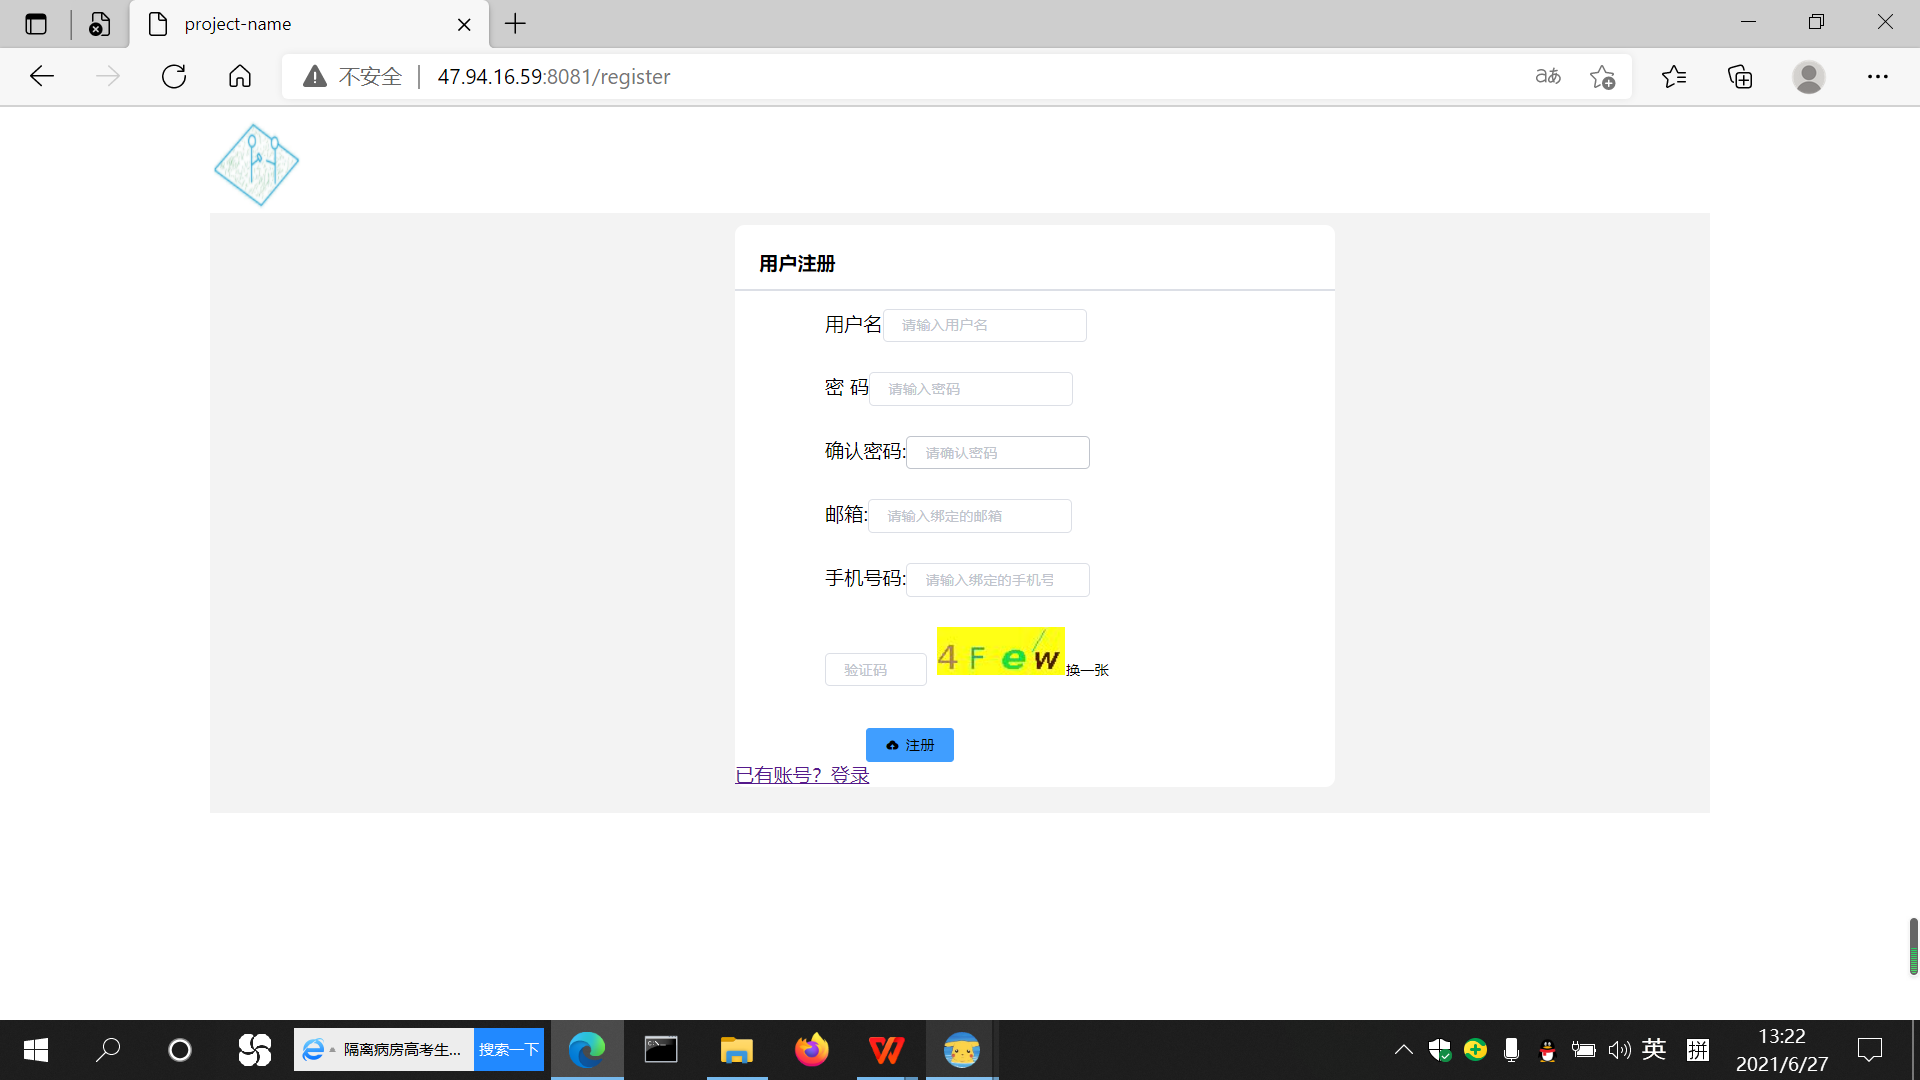 project-name
不安全 47.94.16.59:8081/register
用户注册
用户名 请输入用户名
密 码 请输入密码
确认密码: 请确认密码
邮箱: 请输入绑定的邮箱
手机号码: 请输入绑定的手机号
验证码 4Few 换一张
注册
已有账号？登录
隔离病房高考生... 搜索一下
英 拼
13:22
2021/6/27